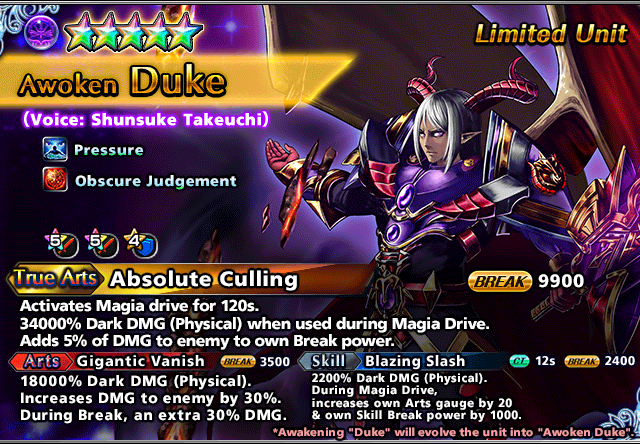 Limited Unit
Awoken Duke
(Voice: Shunsuke Takeuchi)
Pressure
Obscure Judgement
5 5 4
True Arts Absolute Culling BREAK 9900
Activates Magia drive for 120s.
34000% Dark DMG (Physical) when used during Magia Drive.
Adds 5% of DMG to enemy to own Break power.
Arts Gigantic Vanish BREAK 3500
18000% Dark DMG (Physical).
Increases DMG to enemy by 30%.
During Break, an extra 30% DMG.
Skill Blazing Slash CT 12s BREAK 2400
2200% Dark DMG (Physical).
During Magia Drive,
increases own Arts gauge by 20
& own Skill Break power by 1000.
*Awakening "Duke" will evolve the unit into "Awoken Duke".